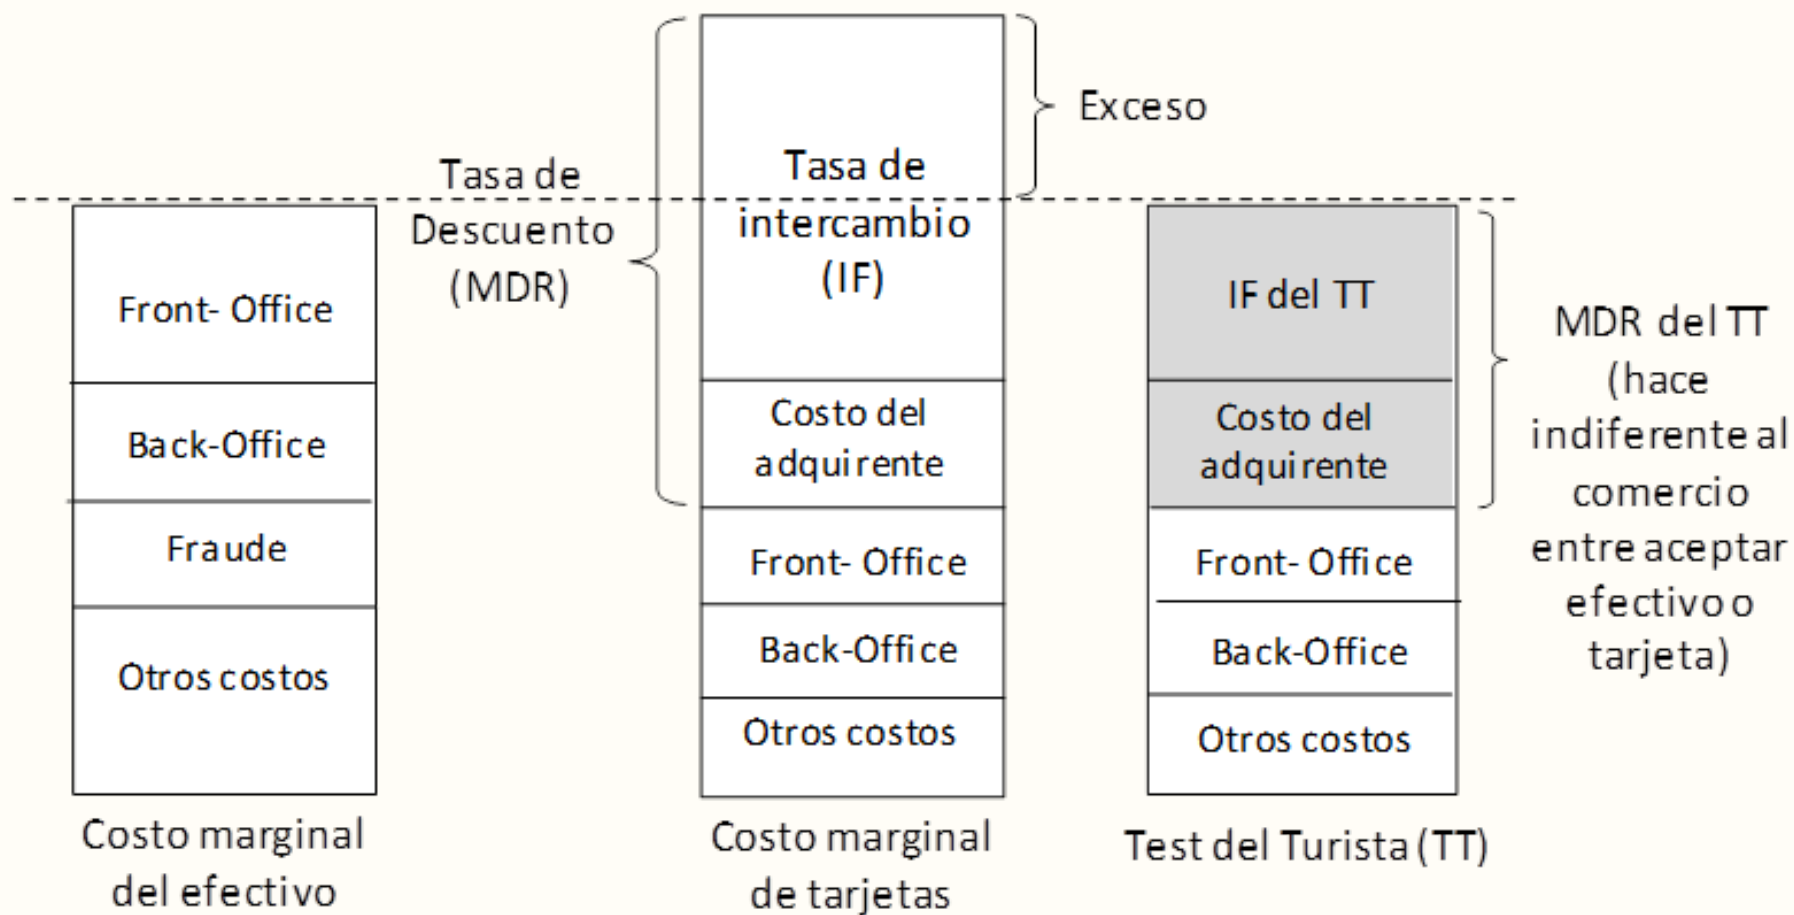 Front- Office
Back-Office
Fraude
Otros costos
Costo marginal
del efectivo
Tasa de
Descuento
(MDR)
Tasa de
intercambio
(IF)
Costo del
adquirente
Front- Office
Back-Office
Otros costos
Costo marginal
de tarjetas
Exceso
IF del TT
Costo del
adquirente
Front- Office
Back-Office
Otros costos
Test del Turista (TT)
MDR del TT
(hace
indiferente al
comercio
entre aceptar
efectivo o
tarjeta)